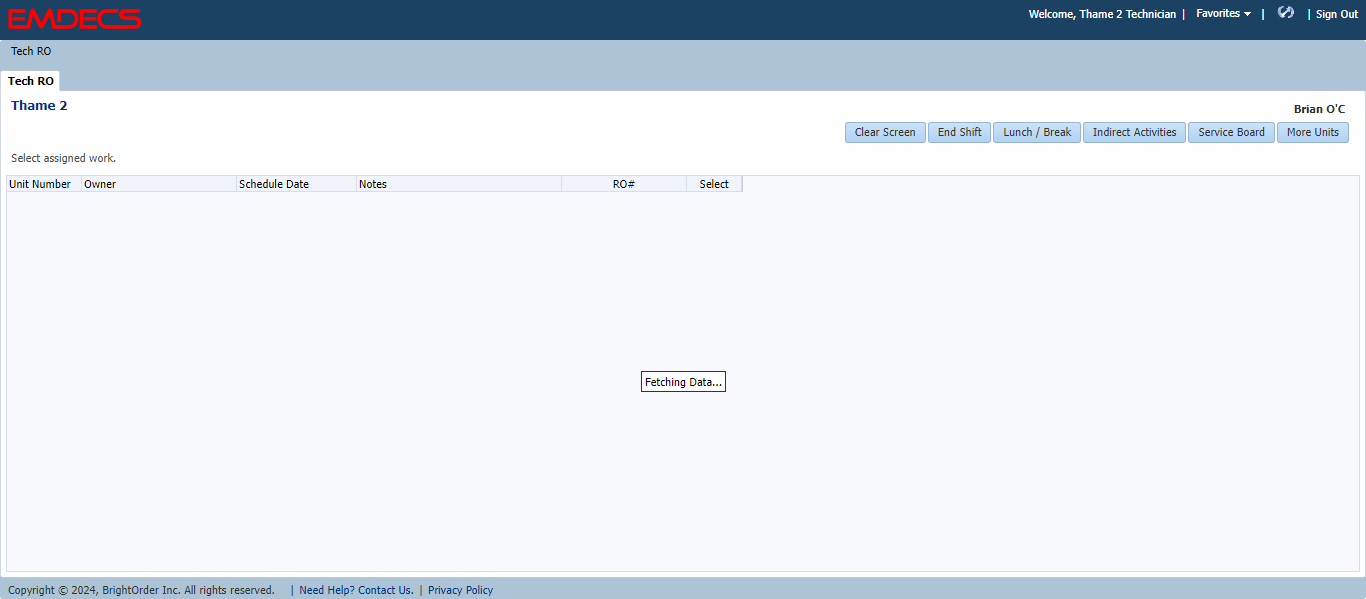 EMDECS
Welcome, Thame 2 Technician | Favorites | | Sign Out
Tech RO
Tech RO
Thame 2
Brian O'C
Clear Screen End Shift Lunch / Break Indirect Activities Service Board More Units
Select assigned work.
Unit Number Owner Schedule Date Notes RO# Select
Fetching Data...
Copyright © 2024, BrightOrder Inc. All rights reserved. | Need Help? Contact Us. | Privacy Policy